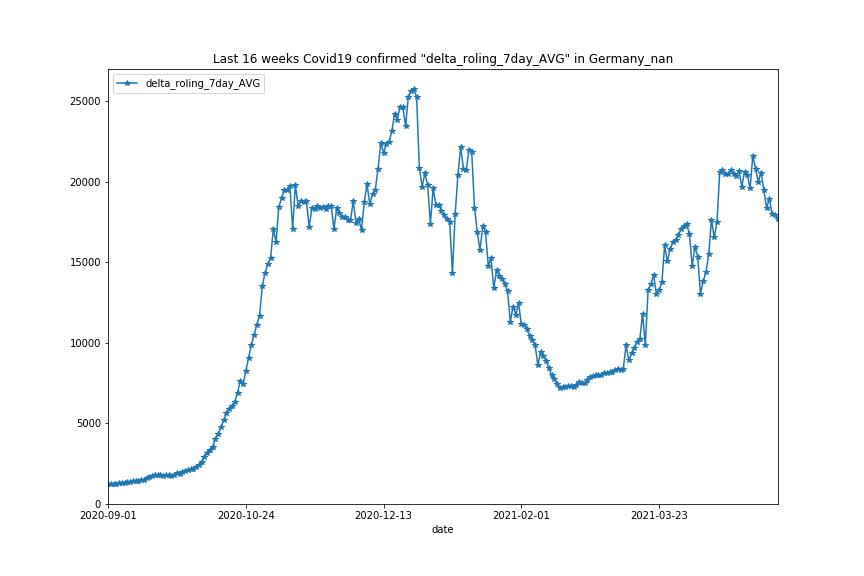 Last 16 weeks Covid19 confirmed "delta_roling_7day_AVG" in Germany_nan
delta_roling_7day_AVG
25000
20000
15000
10000
5000
0
2020-09-01 2020-10-24 2020-12-13 2021-02-01 2021-03-23
date